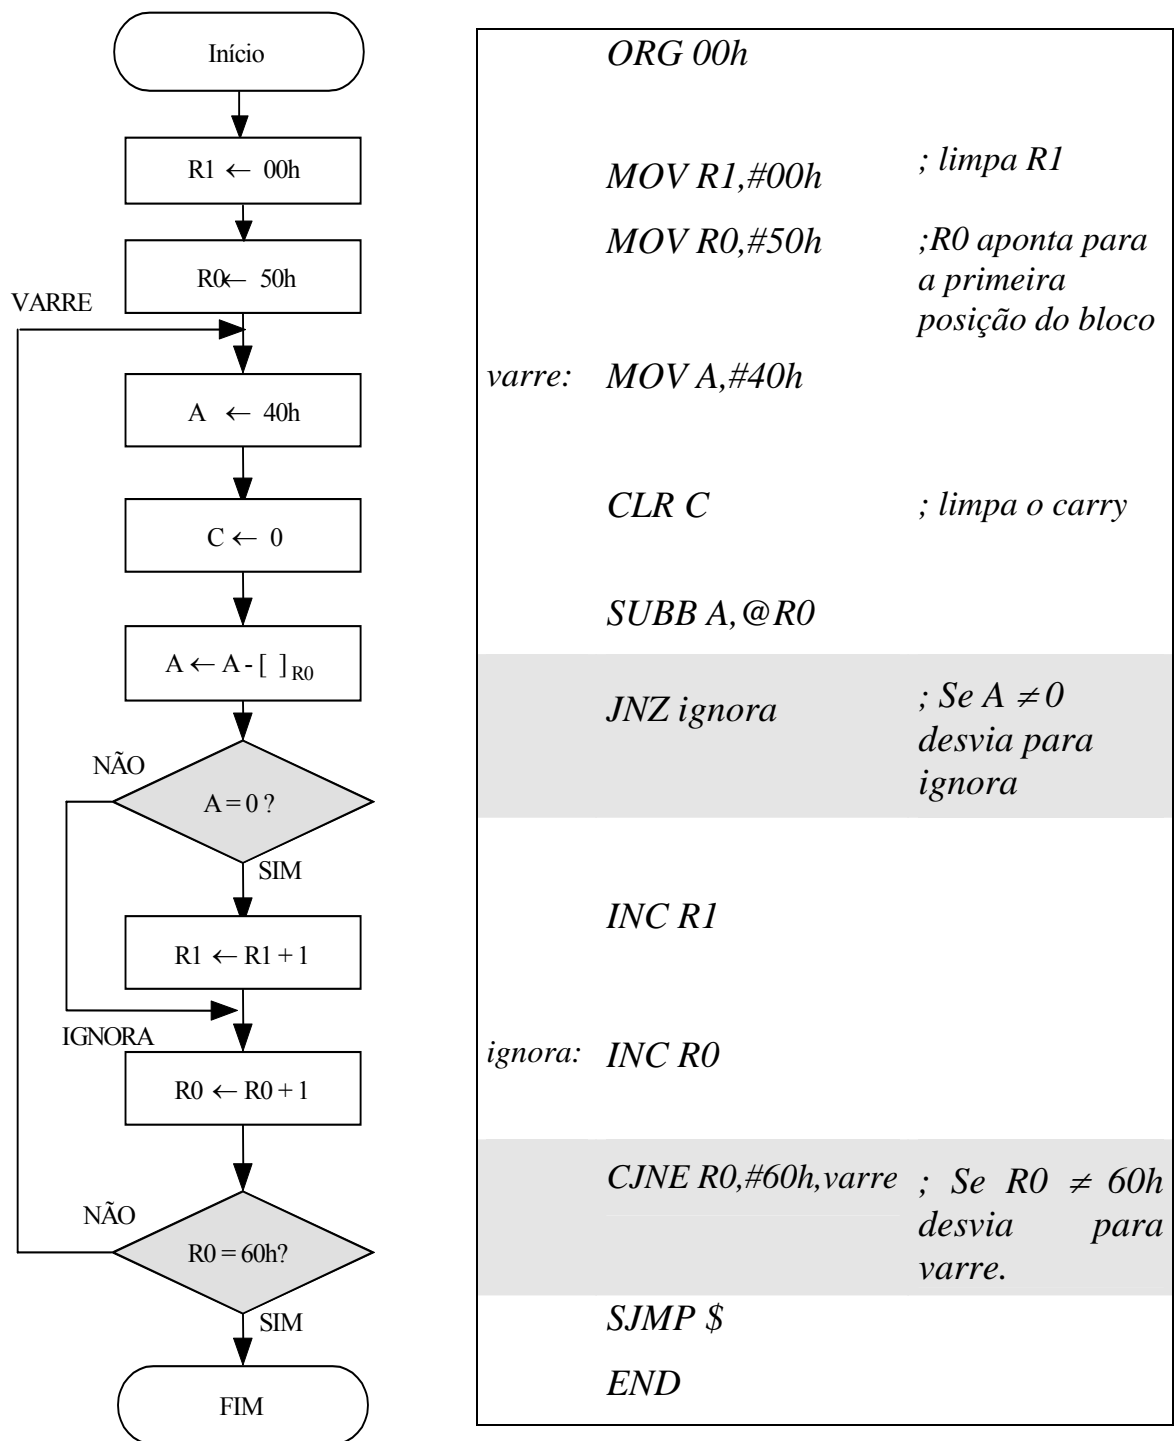 Início
R1 ← 00h
R0← 50h
VARRE
A ← 40h
C ← 0
A ← A - [ ] R0
NÃO
A = 0 ?
SIM
R1 ← R1 + 1
IGNORA
R0 ← R0 + 1
NÃO
R0 = 60h?
SIM
FIM
ORG 00h
MOV R1,#00h ; limpa R1
MOV R0,#50h ;R0 aponta para
a primeira
posição do bloco
varre: MOV A,#40h
CLR C ; limpa o carry
SUBB A,@R0
JNZ ignora ; Se A ≠ 0
desvia para
ignora
INC R1
ignora: INC R0
CJNE R0,#60h,varre ; Se R0 ≠ 60h
desvia para
varre.
SJMP $
END